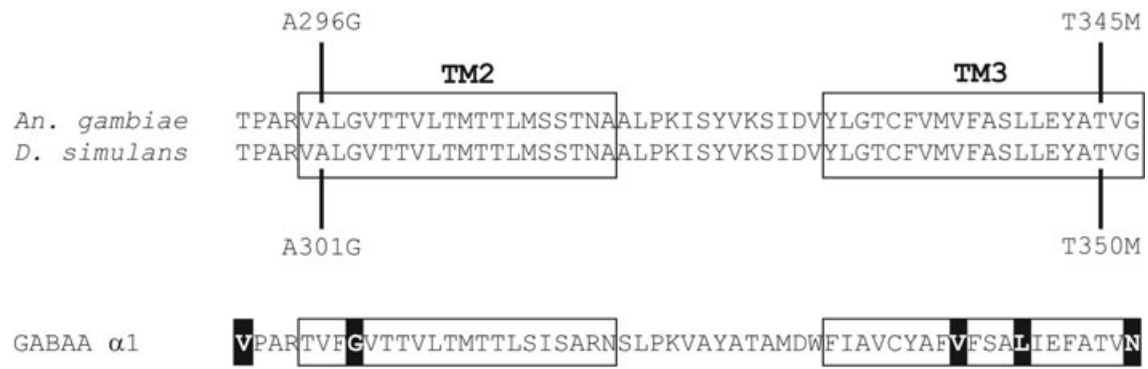 A296G T345M
TM2 TM3
An. gambiae TPARVALGVTTVLTMTTLMSSTNAALPKISYVKSIDVYLGTCFVMVFASLLEYATVG
D. simulans TPARVALGVTTVLTMTTLMSSTNAALPKISYVKSIDVYLGTCFVMVFASLLEYATVG
A301G T350M
GABAA α1 VPARTVFGVTTVLTMTTLSISARNSLPKVAYATAMDWFIAVCYAFVFSALIEFATVN